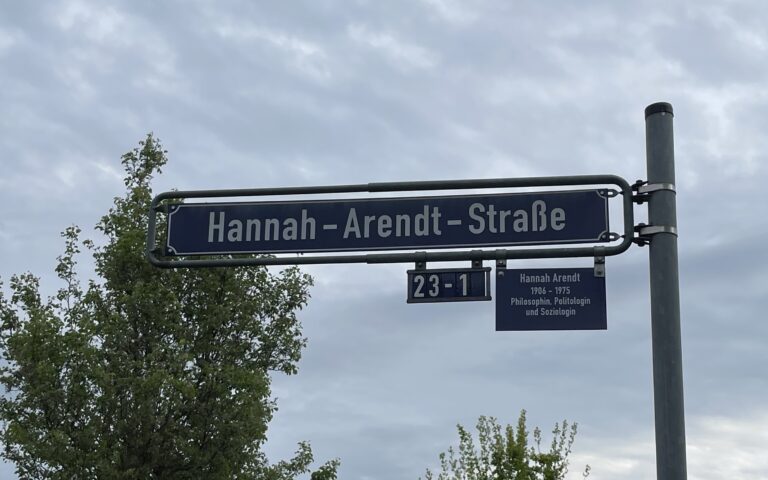 Hannah-Arendt-Straße
23-1
Hannah Arendt
1906 - 1975
Philosophin, Politologin
und Soziologin